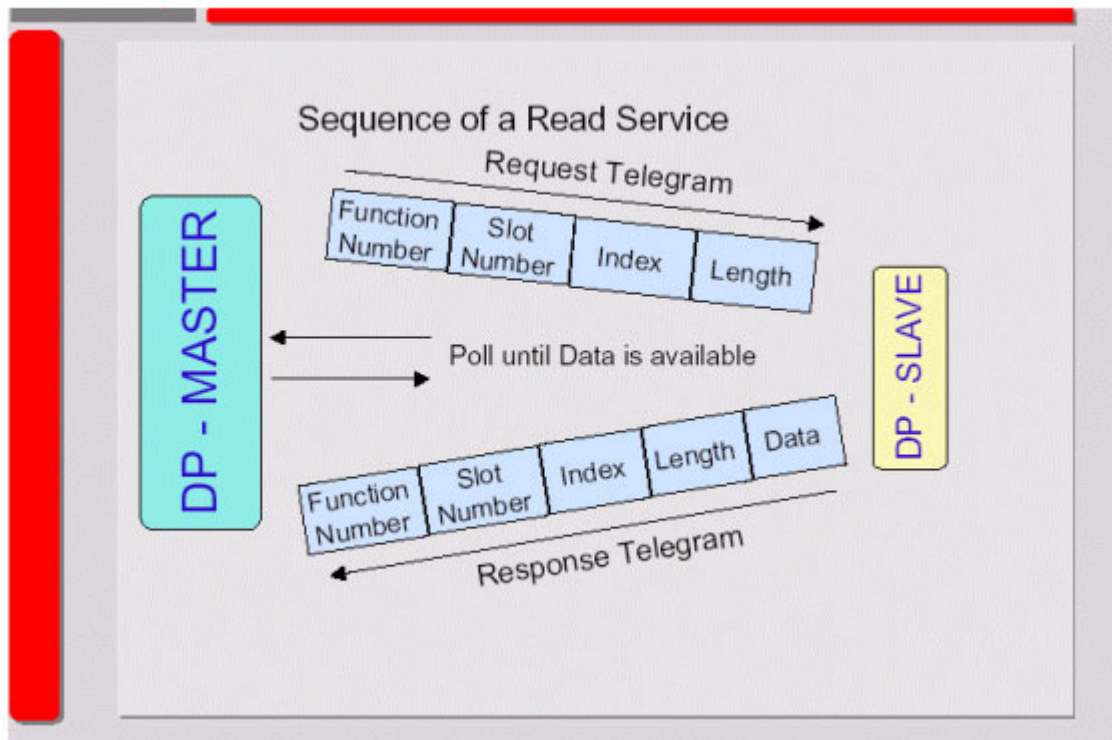 Sequence of a Read Service
Request Telegram
Function
Number
Slot
Number
Index
Length
DP - MASTER
Poll until Data is available
DP - SLAVE
Function
Number
Slot
Number
Index
Length
Data
Response Telegram